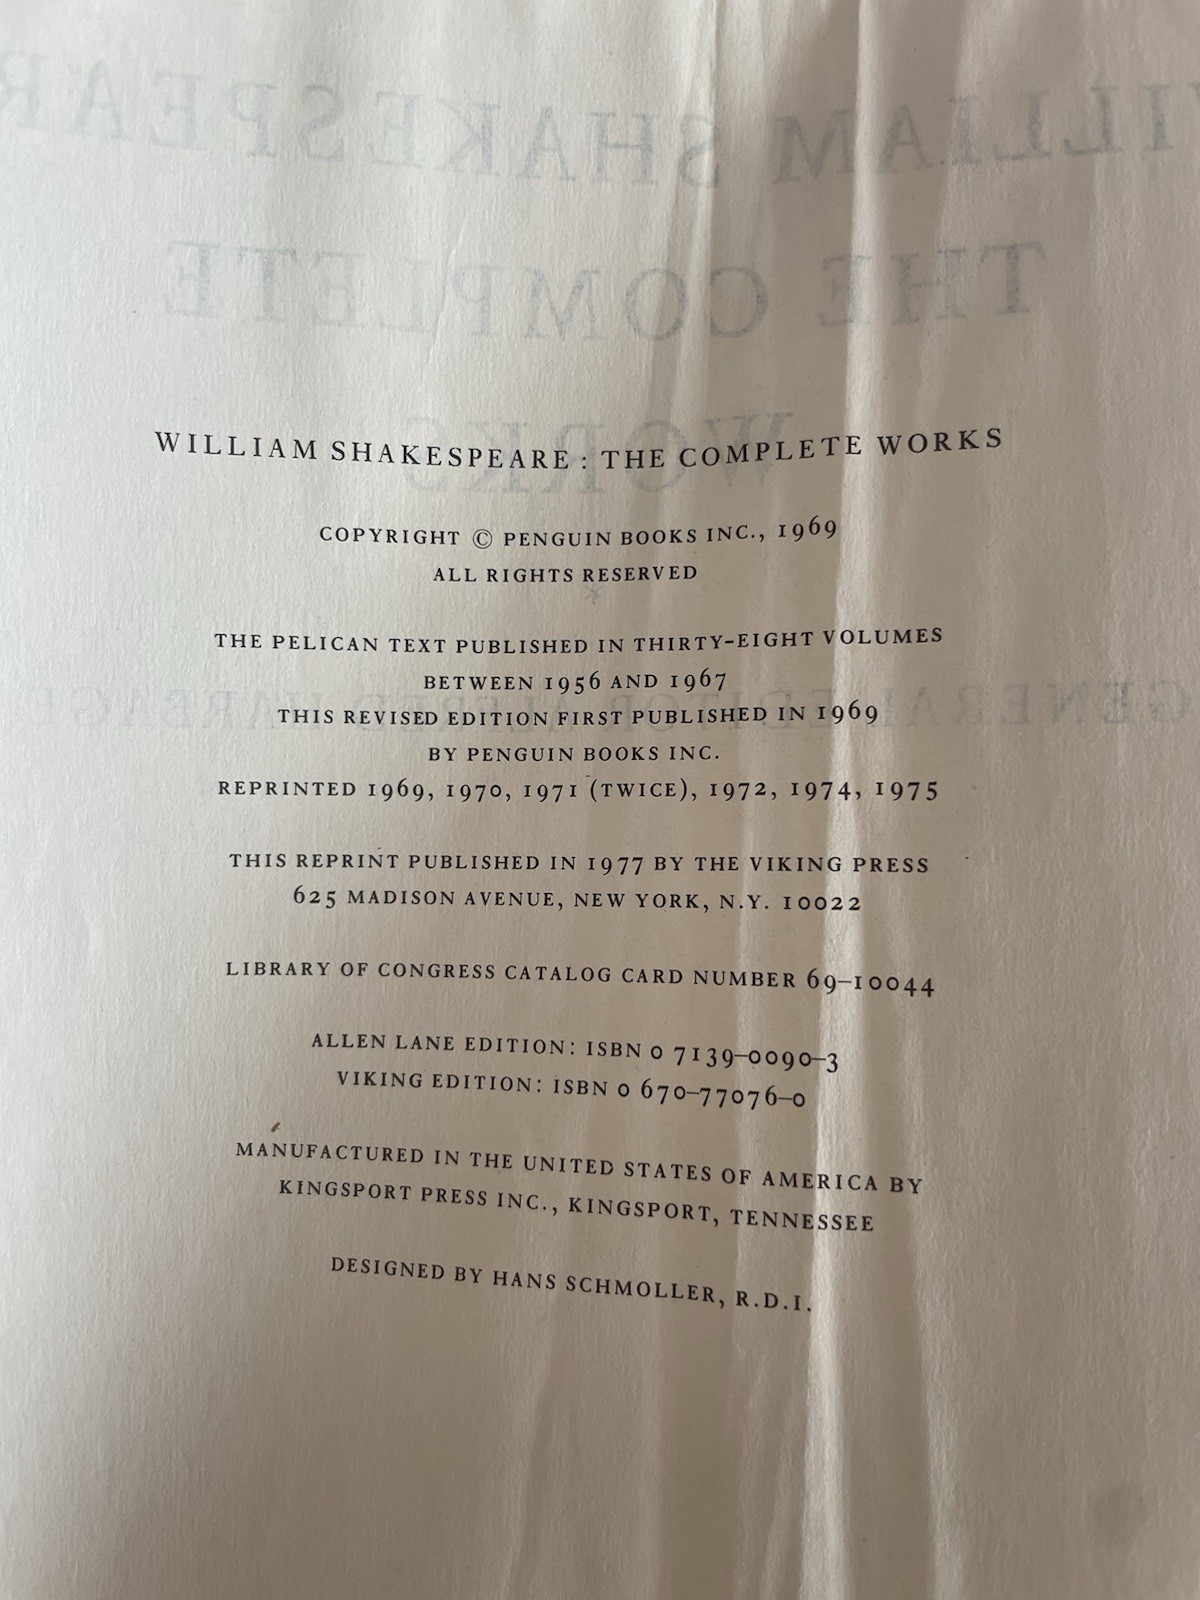 WILLIAM SHAKESPEARE
THE COMPLETE
WORKS
WILLIAM SHAKESPEARE : THE COMPLETE WORKS
COPYRIGHT © PENGUIN BOOKS INC., 1969
ALL RIGHTS RESERVED
THE PELICAN TEXT PUBLISHED IN THIRTY-EIGHT VOLUMES
BETWEEN 1956 AND 1967
THIS REVISED EDITION FIRST PUBLISHED IN 1969
BY PENGUIN BOOKS INC.
REPRINTED 1969, 1970, 1971 (TWICE), 1972, 1974, 1975
THIS REPRINT PUBLISHED IN 1977 BY THE VIKING PRESS
625 MADISON AVENUE, NEW YORK, N.Y. 10022
LIBRARY OF CONGRESS CATALOG CARD NUMBER 69–10044
ALLEN LANE EDITION: ISBN 0 7139–0090–3
VIKING EDITION: ISBN 0 670–77076–0
MANUFACTURED IN THE UNITED STATES OF AMERICA BY
KINGSPORT PRESS INC., KINGSPORT, TENNESSEE
DESIGNED BY HANS SCHMOLLER, R.D.I.